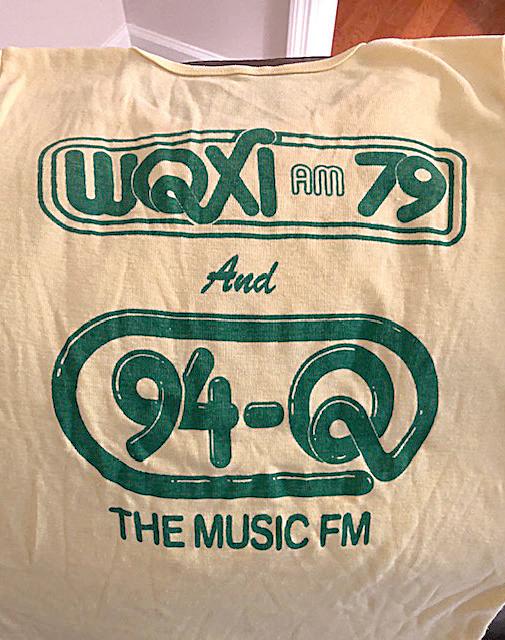 WQXI AM 79
And
94-Q
THE MUSIC FM